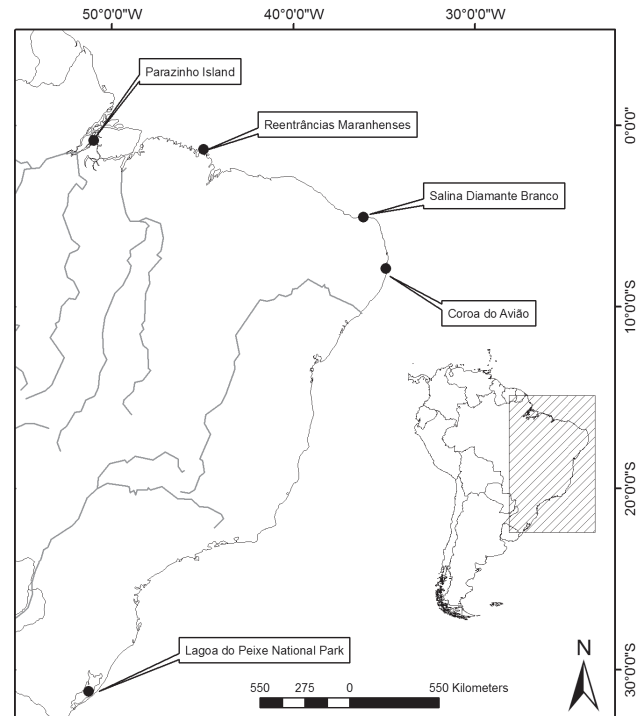 50°0'0"W 40°0'0"W 30°0'0"W
Parazinho Island
Reentrâncias Maranhenses
0°0'0"
Salina Diamante Branco
Coroa do Avião
10°0'0"S
20°0'0"S
Lagoa do Peixe National Park
N
30°0'0"S
550 275 0 550 Kilometers